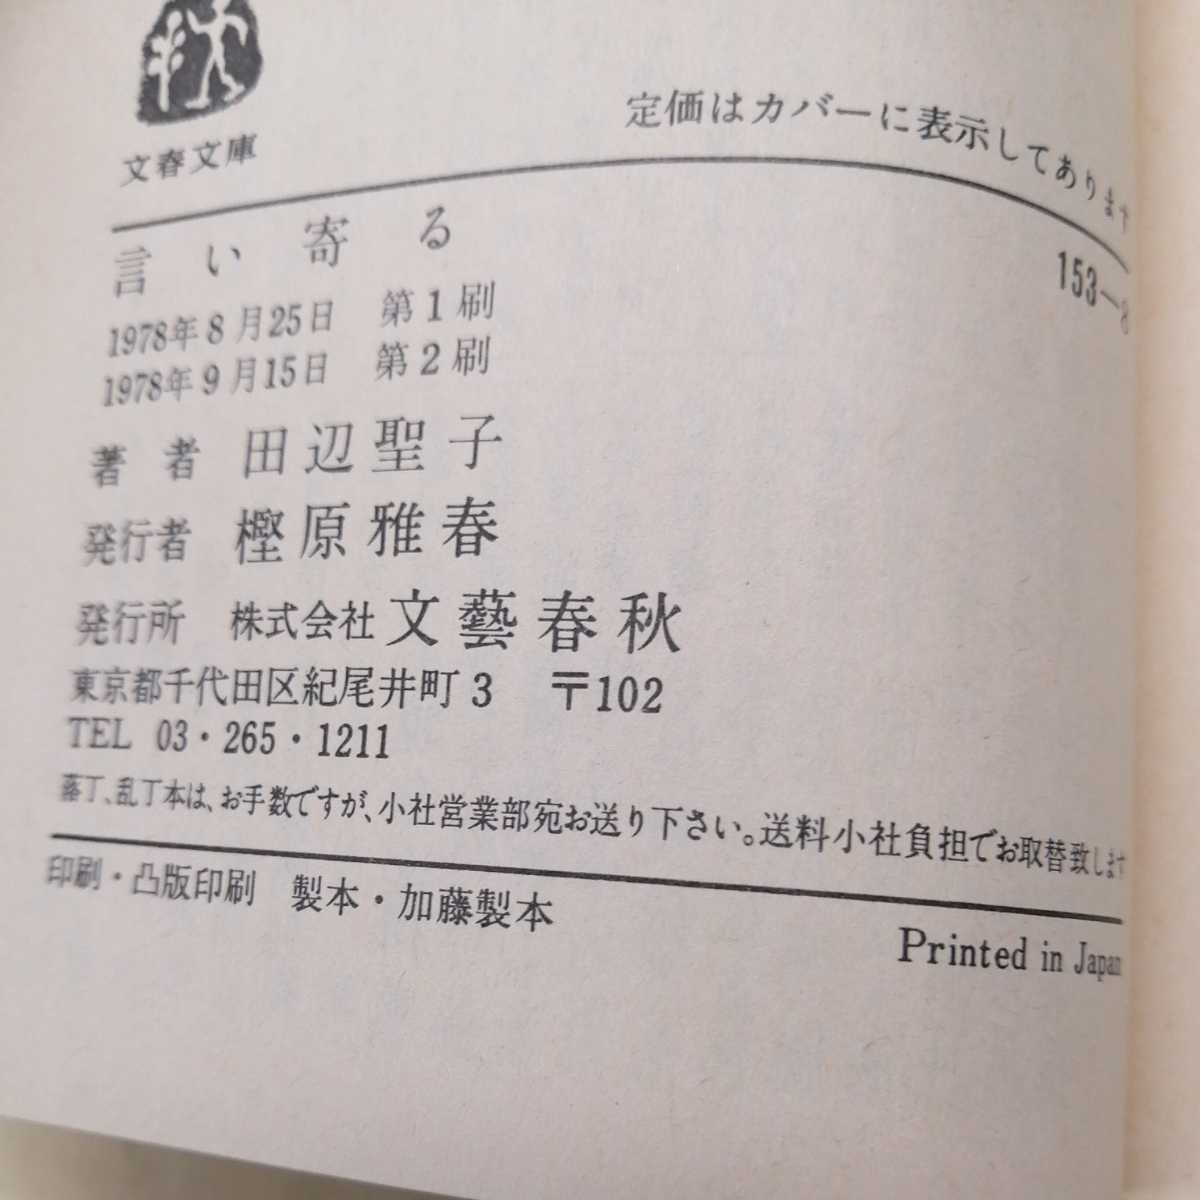 文春文庫
定価はカバーに表示してあります
153-8
言い寄る
1978年8月25日 第1刷
1978年9月15日 第2刷
著者 田辺聖子
発行者 樫原雅春
発行所 株式会社 文藝春秋
東京都千代田区紀尾井町3 〒102
TEL 03・265・1211
落丁、乱丁本は、お手数ですが、小社営業部宛お送り下さい。送料小社負担でお取替致します
印刷・凸版印刷 製本・加藤製本
Printed in Japan